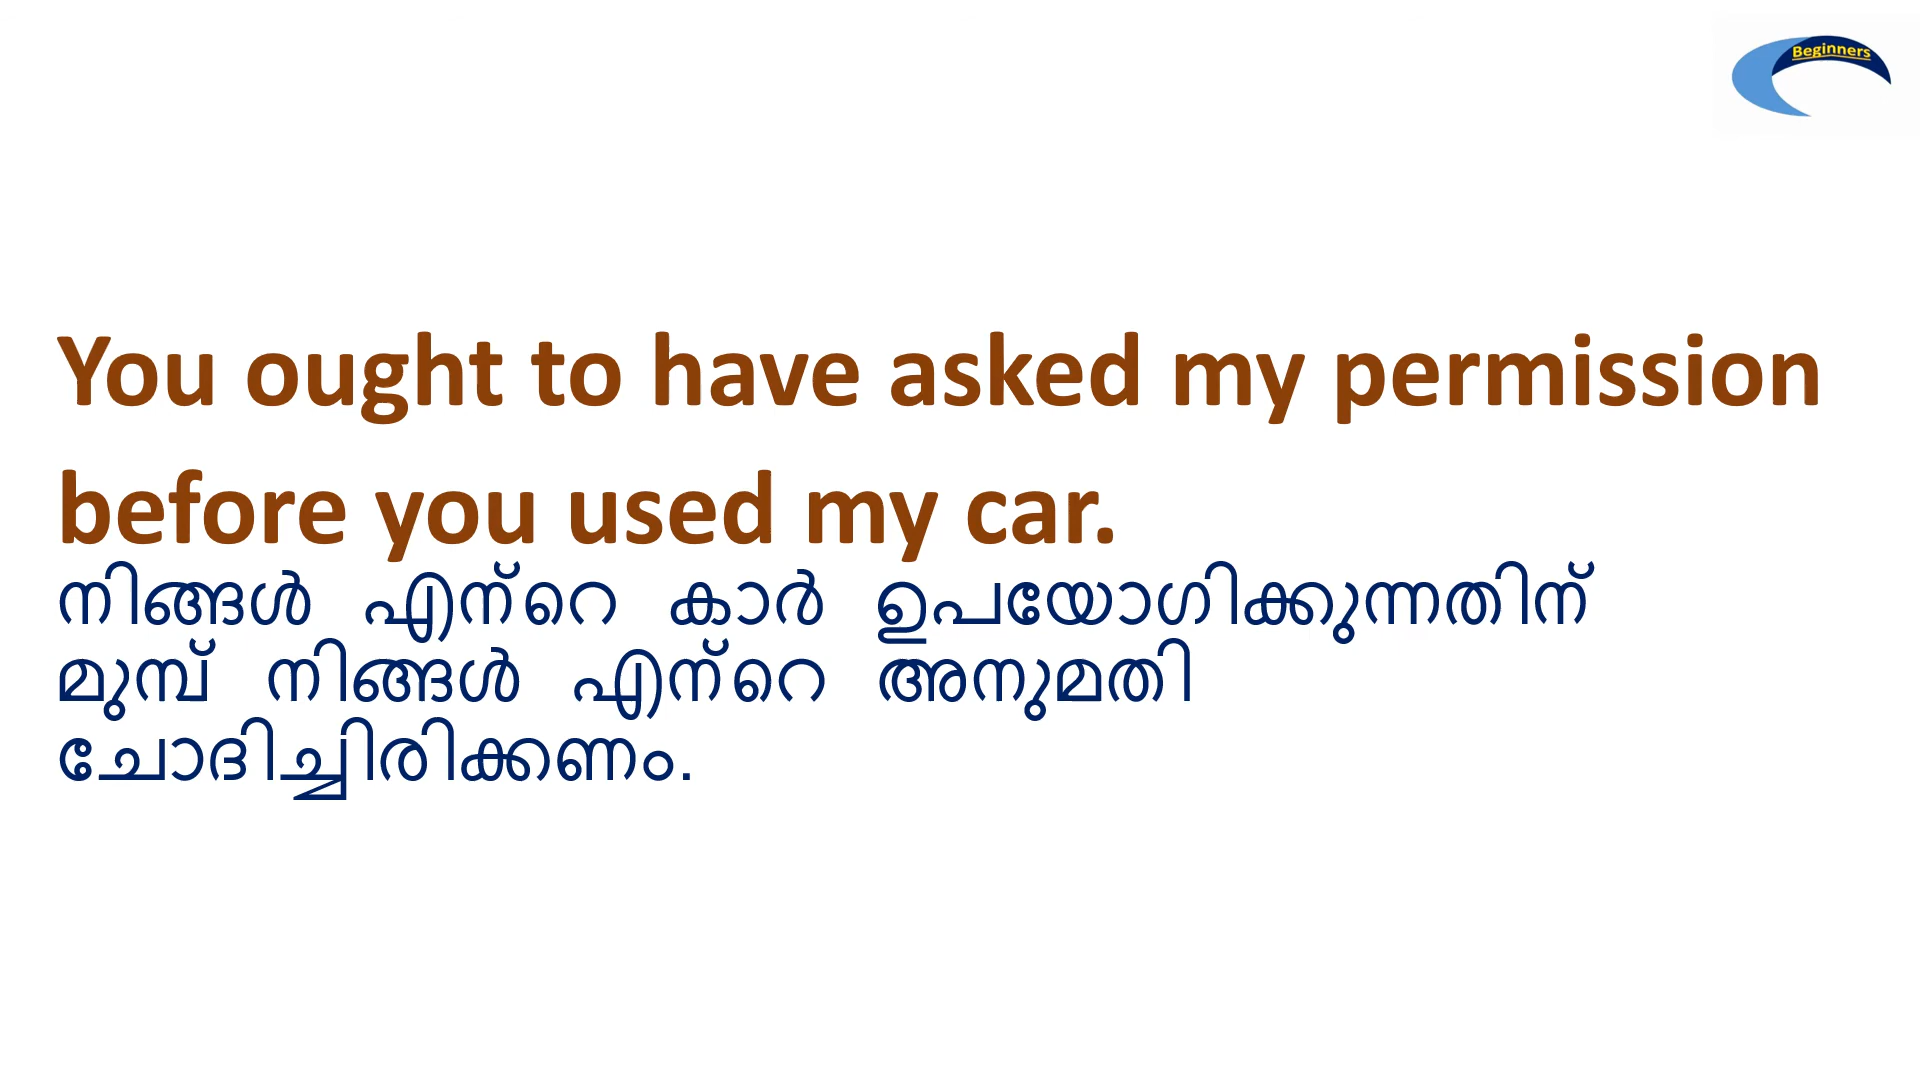 Beginners
You ought to have asked my permission
before you used my car.
നിങ്ങൾ എന്റെ കാർ ഉപയോഗിക്കുന്നതിന്
മുമ്പ് നിങ്ങൾ എന്റെ അനുമതി
ചോദിച്ചിരിക്കണം.